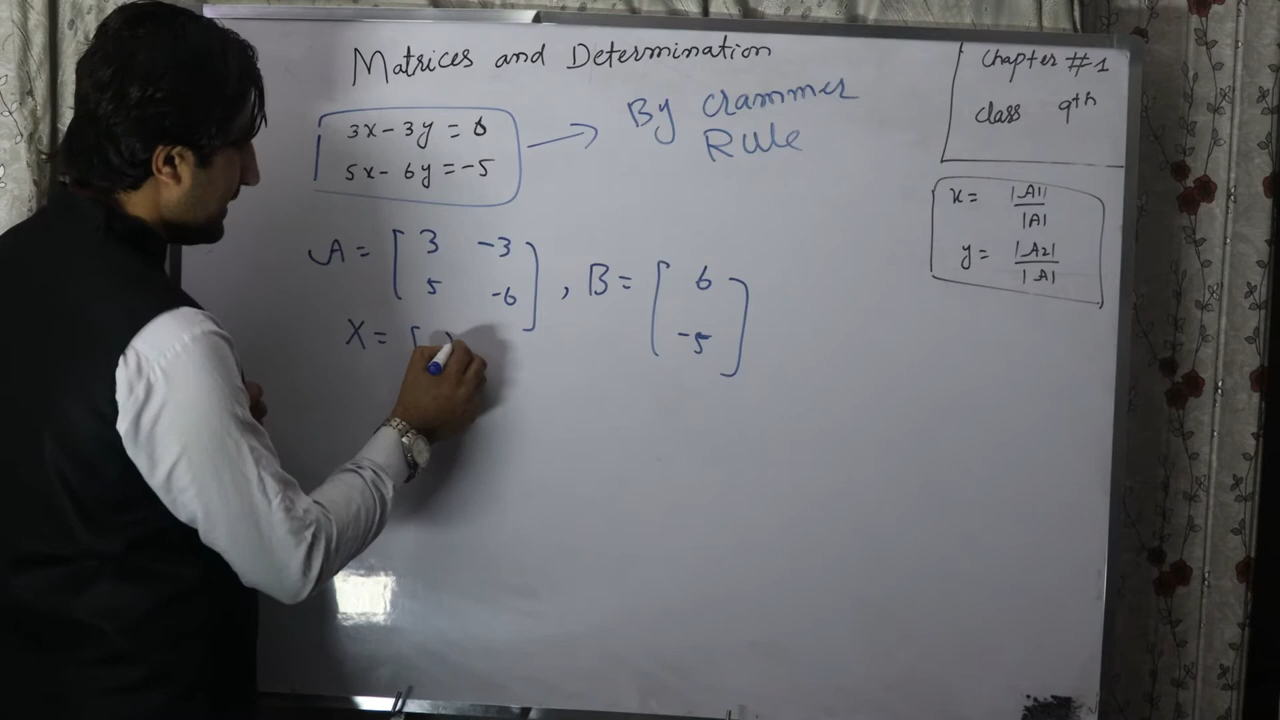 Matrices and Determination
By Crammer
Rule
3x - 3y = 6
5x - 6y = -5
Chapter #1
class 9th
x = |A1| / |A|
y = |A2| / |A|
A = [ 3 -3
5 -6 ] , B = [ 6
-5 ]
X = [